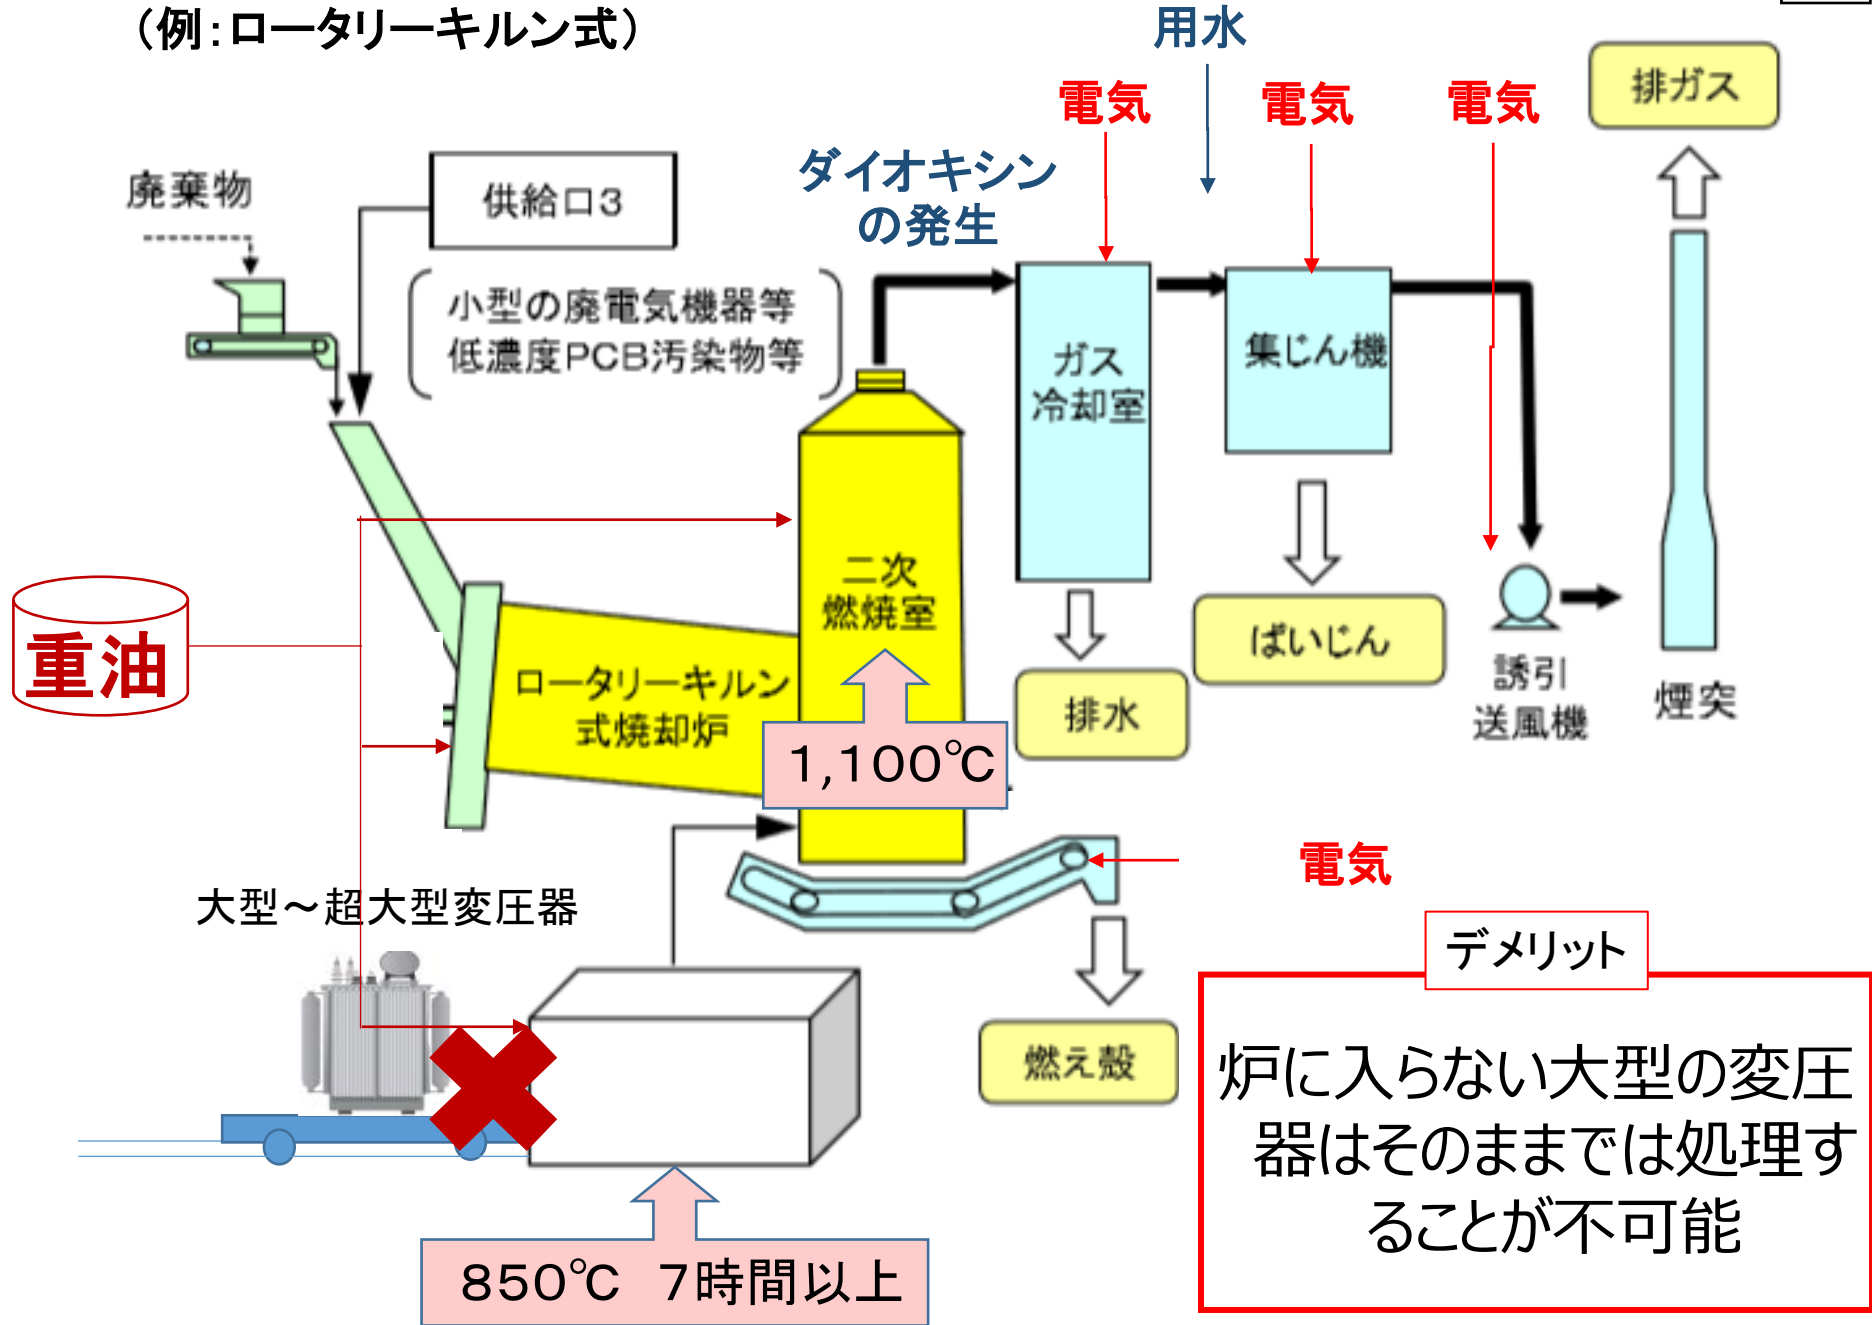 （例：ロータリーキルン式）
用水
電気
電気
電気
排ガス
ダイオキシン
の発生
廃棄物
供給口3
小型の廃電気機器等
低濃度PCB汚染物等
ガス
冷却室
集じん機
二次
燃焼室
重油
ロータリーキルン
式焼却炉
1,100℃
排水
ばいじん
誘引
送風機
煙突
電気
大型～超大型変圧器
燃え殻
デメリット
炉に入らない大型の変圧
器はそのままでは処理す
ることが不可能
850℃　7時間以上